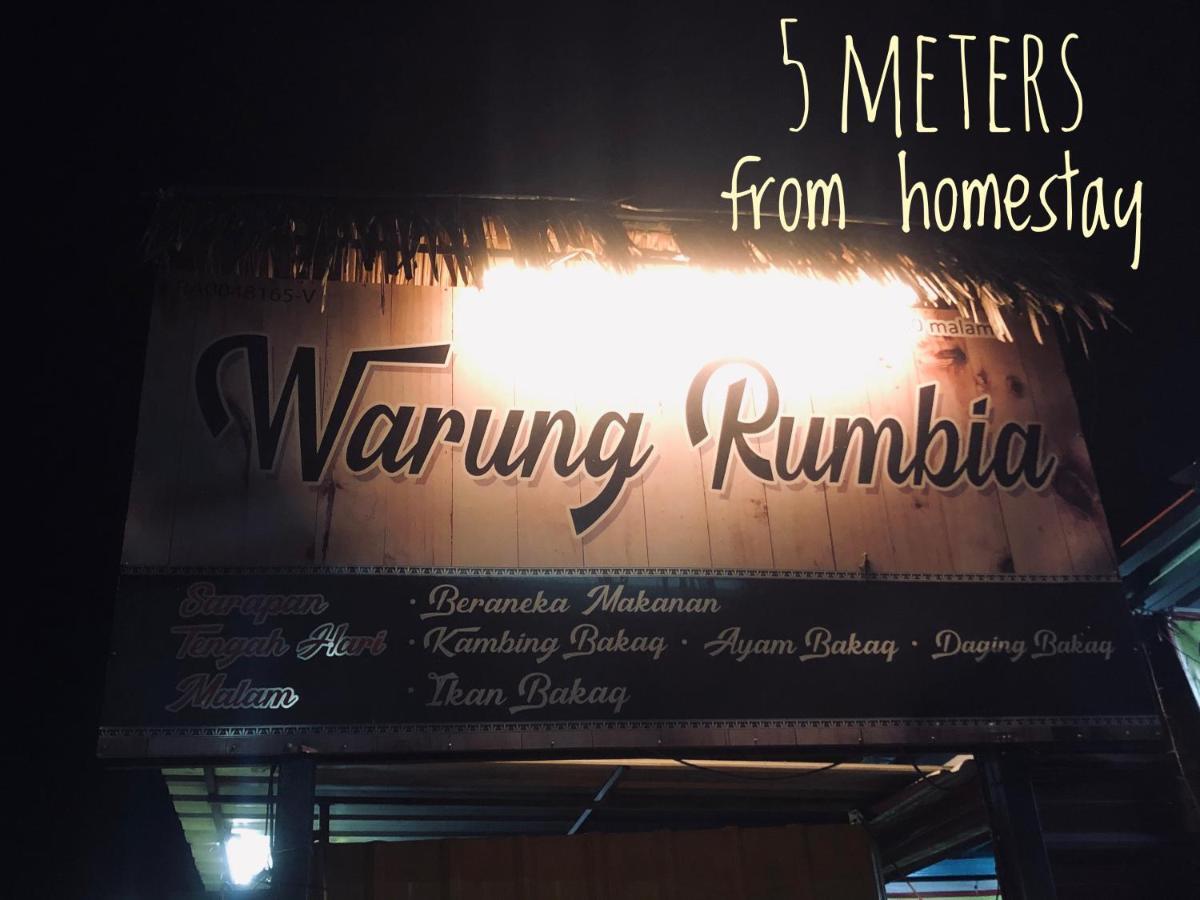 5 METERS
from homestay
RA0048165-V
malam
Warung Rumbia
Sarapan · Beraneka Makanan
Tengah Hari · Kambing Bakaq · Ayam Bakaq · Daging Bakaq
Malam · Ikan Bakaq